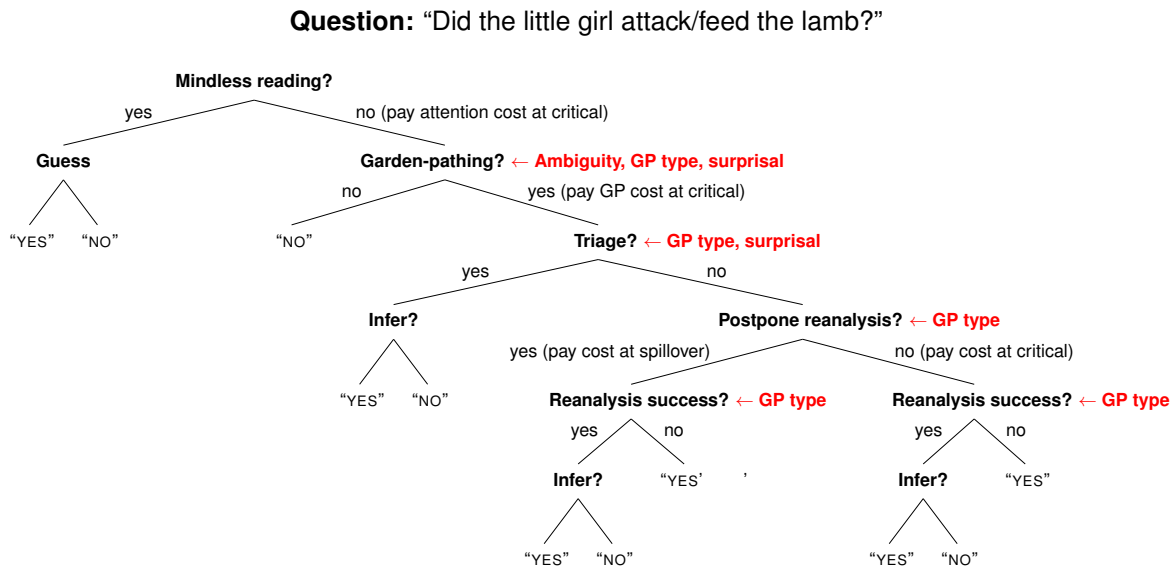 Question: “Did the little girl attack/feed the lamb?”
Mindless reading?
yes no (pay attention cost at critical)
Guess Garden-pathing? ← Ambiguity, GP type, surprisal
no yes (pay GP cost at critical)
“YES” “NO” “NO” Triage? ← GP type, surprisal
yes no
Infer? Postpone reanalysis? ← GP type
yes (pay cost at spillover) no (pay cost at critical)
“YES” “NO” Reanalysis success? ← GP type Reanalysis success? ← GP type
yes no yes no
Infer? “YES’ ’ Infer? “YES”
“YES” “NO” “YES” “NO”